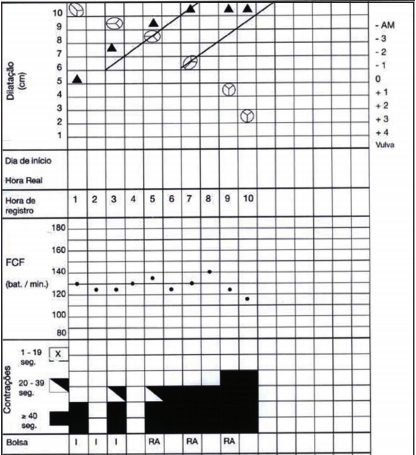 10 - AM
9 - 3
8 - 2
7 - 1
6 0
5 + 1
4 + 2
3 + 3
2 + 4
1 Vulva
Dilatação
(cm)
Dia de início
Hora Real
Hora de
registro 1 2 3 4 5 6 7 8 9 10
FCF
(bat. / min.)
180
160
140
120
100
80
Contrações
1 - 19
seg.
X
20 - 39
seg.
≥ 40
seg.
Bolsa I I I RA RA RA